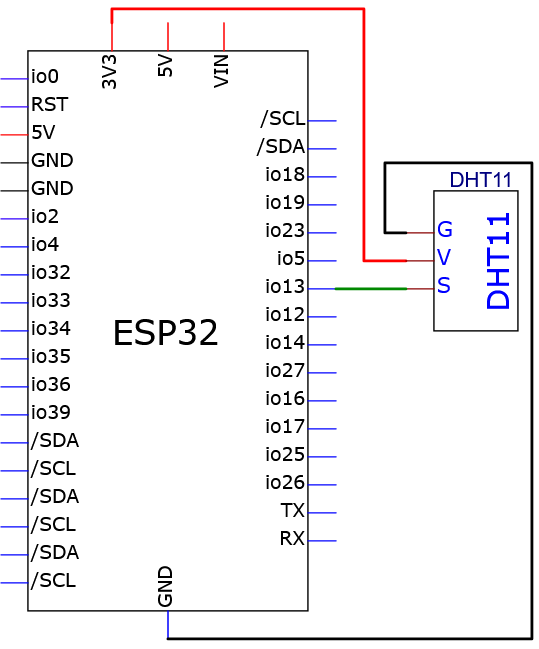 3V3
5V
VIN
io0
RST
5V
GND
GND
io2
io4
io32
io33
io34
io35
io36
io39
/SDA
/SCL
/SDA
/SCL
/SDA
/SCL
ESP32
GND
/SCL
/SDA
io18
io19
io23
io5
io13
io12
io14
io27
io16
io17
io25
io26
TX
RX
DHT11
G
V
S
DHT11